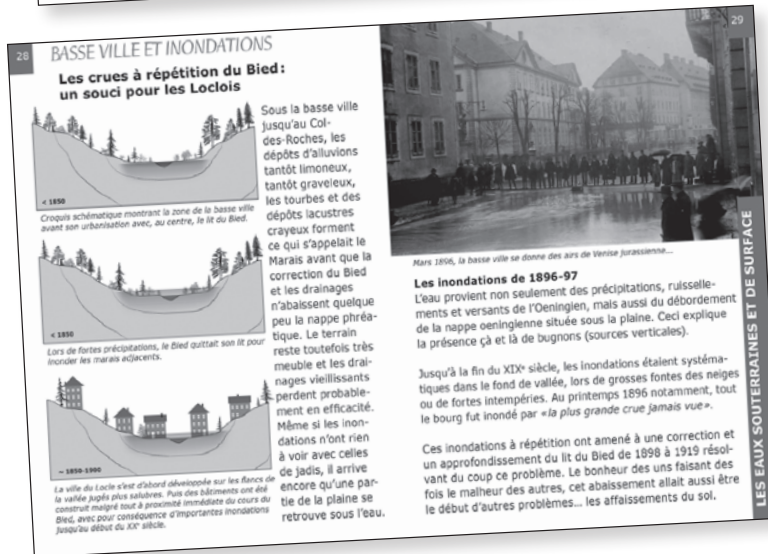 28
BASSE VILLE ET INONDATIONS
Les crues à répétition du Bied :
un souci pour les Loclois
< 1850
Croquis schématique montrant la zone de la basse ville
avant son urbanisation avec, au centre, le lit du Bied.
< 1850
Lors de fortes précipitations, le Bied quittait son lit pour
inonder les marais adjacents.
~ 1850-1900
La ville du Locle s'est d'abord développée sur les flancs de
la vallée jugés plus salubres. Puis des bâtiments ont été
construit malgré tout à proximité immédiate du cours du
Bied, avec pour conséquence d'importantes inondations
jusqu'au début du XXe siècle.
Sous la basse ville
jusqu'au Col-
des-Roches, les
dépôts d'alluvions
tantôt limoneux,
tantôt graveleux,
les tourbes et des
dépôts lacustres
crayeux forment
ce qui s'appelait le
Marais avant que la
correction du Bied
et les drainages
n'abaissent quelque
peu la nappe phréa-
tique. Le terrain
reste toutefois très
meuble et les drai-
nages vieillissants
perdent probable-
ment en efficacité.
Même si les inon-
dations n'ont rien
à voir avec celles
de jadis, il arrive
encore qu'une par-
tie de la plaine se
retrouve sous l'eau.
29
Mars 1896, la basse ville se donne des airs de Venise jurassienne...
Les inondations de 1896-97
L'eau provient non seulement des précipitations, ruisselle-
ments et versants de l'Oeningien, mais aussi du débordement
de la nappe oeningienne située sous la plaine. Ceci explique
la présence çà et là de bugnons (sources verticales).
Jusqu'à la fin du XIXe siècle, les inondations étaient systéma-
tiques dans le fond de vallée, lors de grosses fontes des neiges
ou de fortes intempéries. Au printemps 1896 notamment, tout
le bourg fut inondé par «la plus grande crue jamais vue».
Ces inondations à répétition ont amené à une correction et
un approfondissement du lit du Bied de 1898 à 1919 résol-
vant du coup ce problème. Le bonheur des uns faisant des
fois le malheur des autres, cet abaissement allait aussi être
le début d'autres problèmes... les affaissements du sol.
LES EAUX SOUTERRAINES ET DE SURFACE